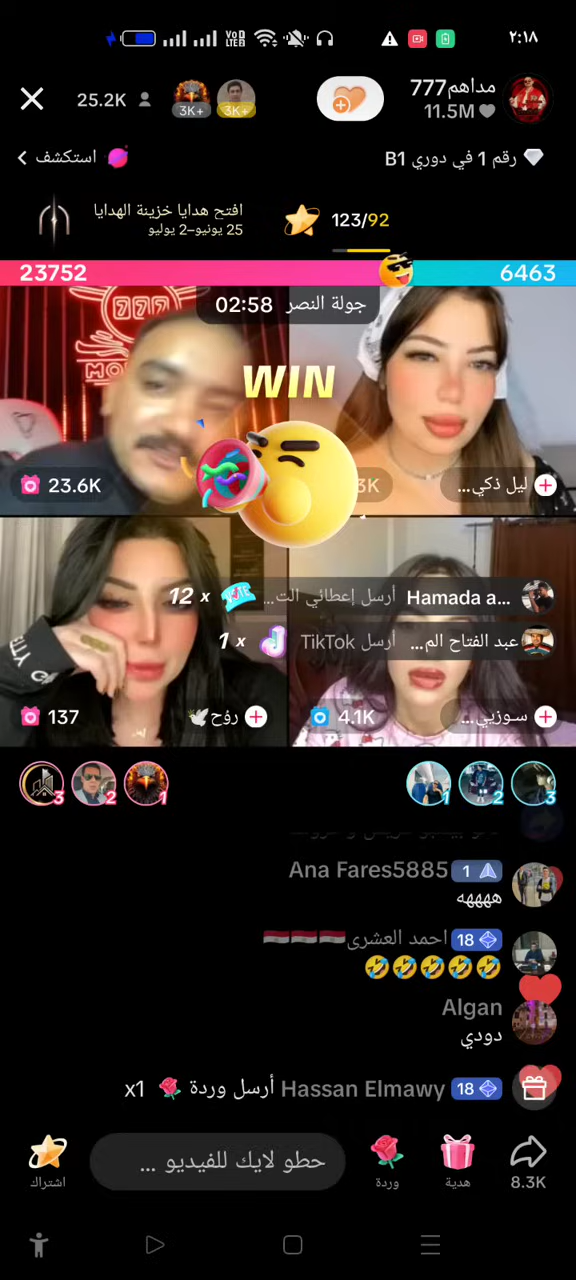 ٢:١٨
مداهم777
11.5M
3K+
3K+
25.2K
رقم 1 في دوري B1
استكشف
123/92
افتح هدايا خزينة الهدايا
25 يونيو–2 يوليو
23752
6463
جولة النصر 02:58
777
WIN
23.6K
3K
ليل ذكي...
Hamada a... أرسل إعطائي الت... 12 x
عبد الفتاح الم... أرسل TikTok 1 x
137
رؤح🕊
4.1K
سوزيي...
3
2
1
1
2
3
Ana Fares5885 1
ههههه
احمد العشرى🇾🇪🇾🇪🇾🇪 18
🤣🤣🤣🤣🤣
Algan
دودي
Hassan Elmawy 18 أرسل وردة 🌹 x1
حطو لايك للفيديو ...
اشتراك
وردة
هدية
8.3K